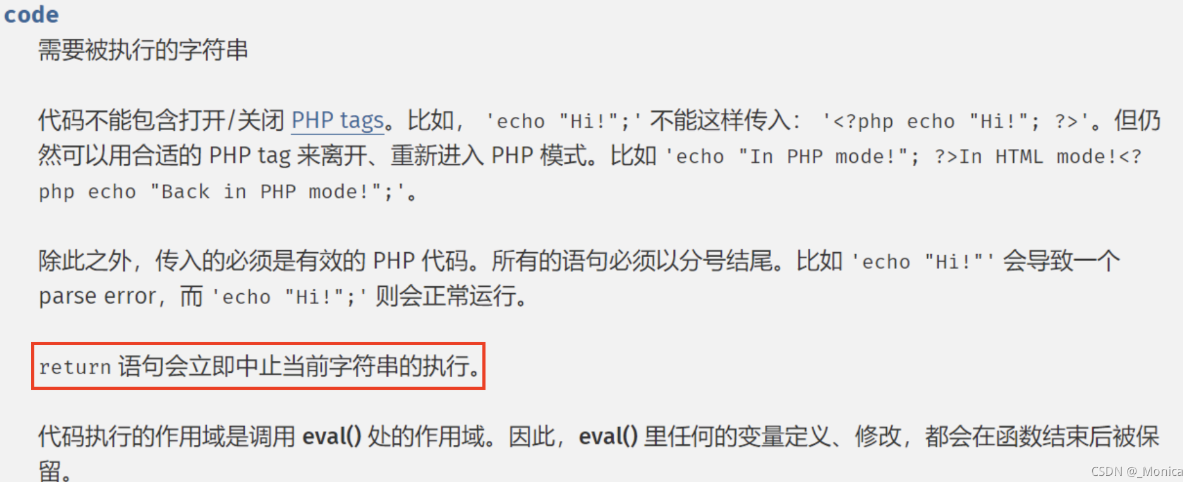 code
需要被执行的字符串
代码不能包含打开/关闭 PHP tags。比如， 'echo "Hi!";' 不能这样传入： '<?php echo "Hi!"; ?>'。但仍
然可以用合适的 PHP tag 来离开、重新进入 PHP 模式。比如 'echo "In PHP mode!"; ?>In HTML mode!<?
php echo "Back in PHP mode!";'。
除此之外，传入的必须是有效的 PHP 代码。所有的语句必须以分号结尾。比如 'echo "Hi!"' 会导致一个
parse error，而 'echo "Hi!";' 则会正常运行。
return 语句会立即中止当前字符串的执行。
代码执行的作用域是调用 eval() 处的作用域。因此，eval() 里任何的变量定义、修改，都会在函数结束后被保
留。
CSDN @_Monica